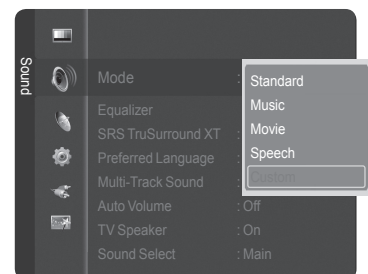 Sound
Mode : Standard
Music
Movie
Speech
Custom
Equalizer
SRS TruSurround XT :
Preferred Language :
Multi-Track Sound :
Auto Volume : Off
TV Speaker : On
Sound Select : Main